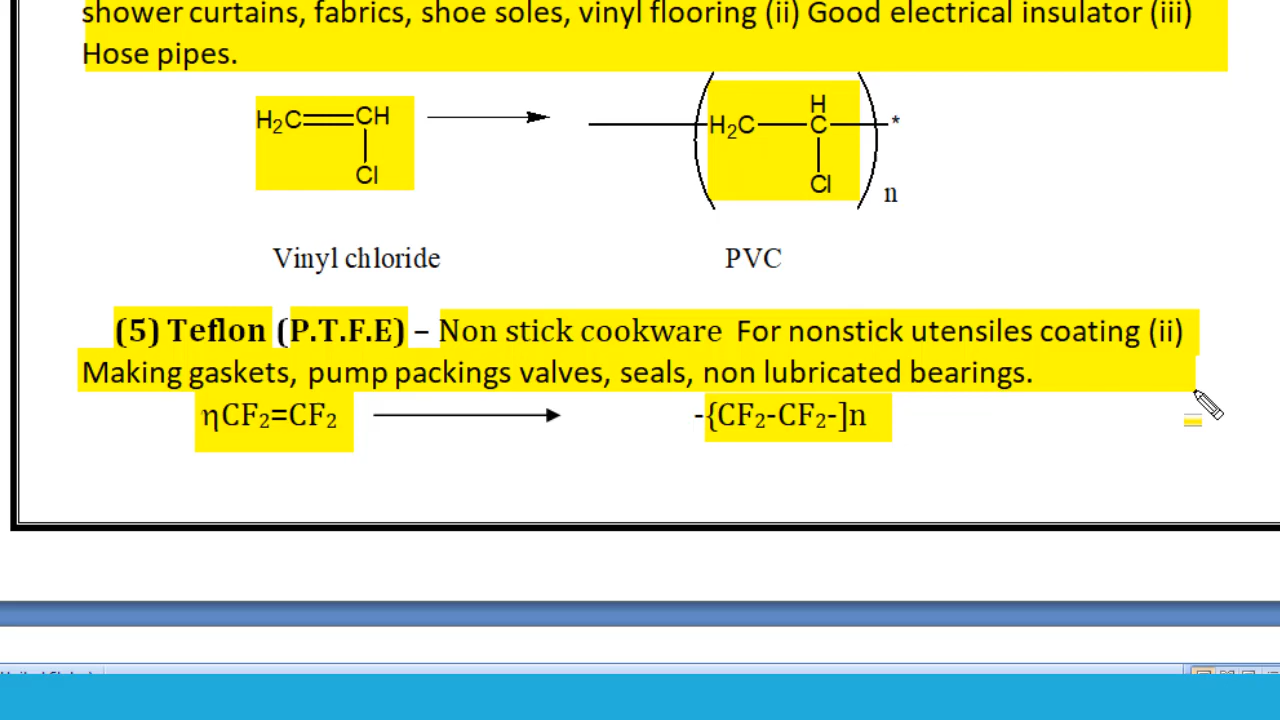 shower curtains, fabrics, shoe soles, vinyl flooring (ii) Good electrical insulator (iii)
Hose pipes.
H₂C CH
Cl
H
H₂C C *
Cl
n
Vinyl chloride PVC
(5) Teflon (P.T.F.E) – Non stick cookware For nonstick utensiles coating (ii)
Making gaskets, pump packings valves, seals, non lubricated bearings.
ηCF₂=CF₂ -{CF₂-CF₂-]n